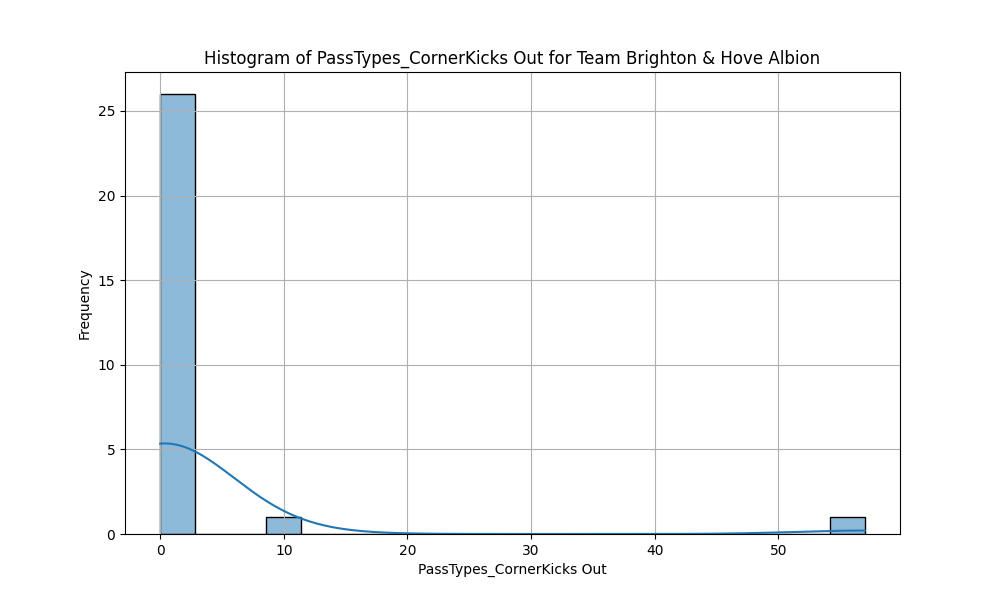 Histogram of PassTypes_CornerKicks Out for Team Brighton & Hove Albion
Frequency
25
20
15
10
5
0
0 10 20 30 40 50
PassTypes_CornerKicks Out